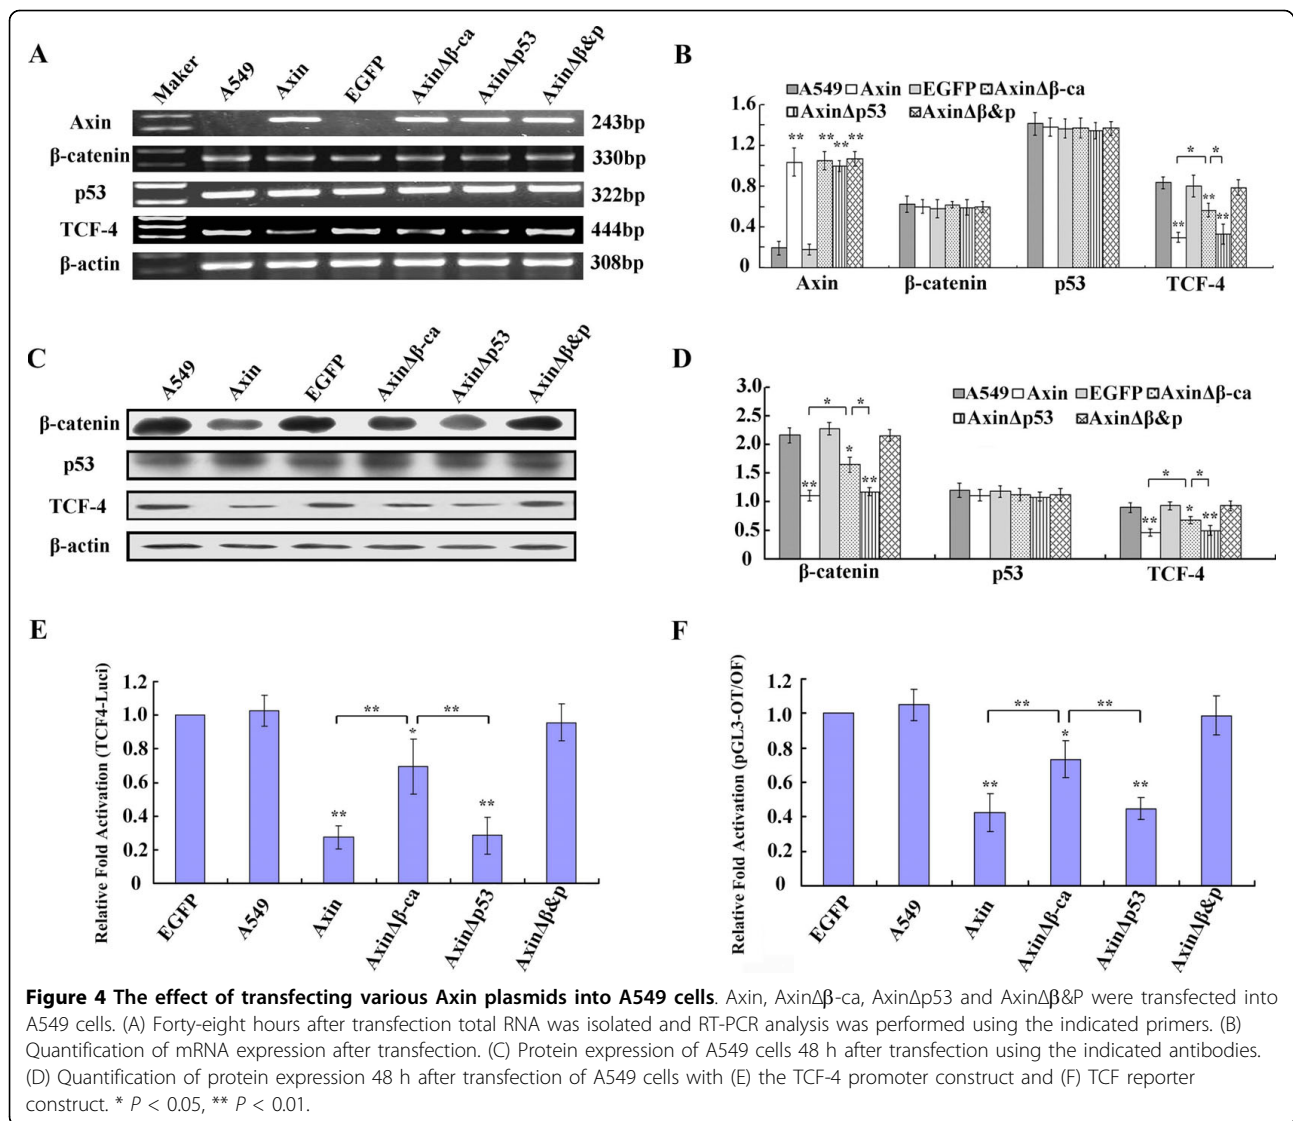 A
Maker A549 Axin EGFP AxinΔβ-ca AxinΔp53 AxinΔβ&p
Axin 243bp
β-catenin 330bp
p53 322bp
TCF-4 444bp
β-actin 308bp
B
A549 Axin EGFP AxinΔβ-ca
AxinΔp53 AxinΔβ&p
1.6
1.2
0.8
0.4
0
** ** ** **
* *
** ** **
Axin β-catenin p53 TCF-4
C
A549 Axin EGFP AxinΔβ-ca AxinΔp53 AxinΔβ&p
β-catenin
p53
TCF-4
β-actin
D
A549 Axin EGFP AxinΔβ-ca
AxinΔp53 AxinΔβ&p
3.0
2.5
2.0
1.5
1.0
0.5
0
* *
** * **
* *
** * **
β-catenin p53 TCF-4
E
Relative Fold Activation (TCF4-Luci)
1.2
1.0
0.8
0.6
0.4
0.2
0
** **
** * **
EGFP A549 Axin AxinΔβ-ca AxinΔp53 AxinΔβ&p
F
Relative Fold Activation (pGL3-OT/OF)
1.2
1.0
0.8
0.6
0.4
0.2
0
** **
** * **
EGFP A549 Axin AxinΔβ-ca AxinΔp53 AxinΔβ&p
Figure 4 The effect of transfecting various Axin plasmids into A549 cells. Axin, AxinΔβ-ca, AxinΔp53 and AxinΔβ&P were transfected into
A549 cells. (A) Forty-eight hours after transfection total RNA was isolated and RT-PCR analysis was performed using the indicated primers. (B)
Quantification of mRNA expression after transfection. (C) Protein expression of A549 cells 48 h after transfection using the indicated antibodies.
(D) Quantification of protein expression 48 h after transfection of A549 cells with (E) the TCF-4 promoter construct and (F) TCF reporter
construct. * P < 0.05, ** P < 0.01.